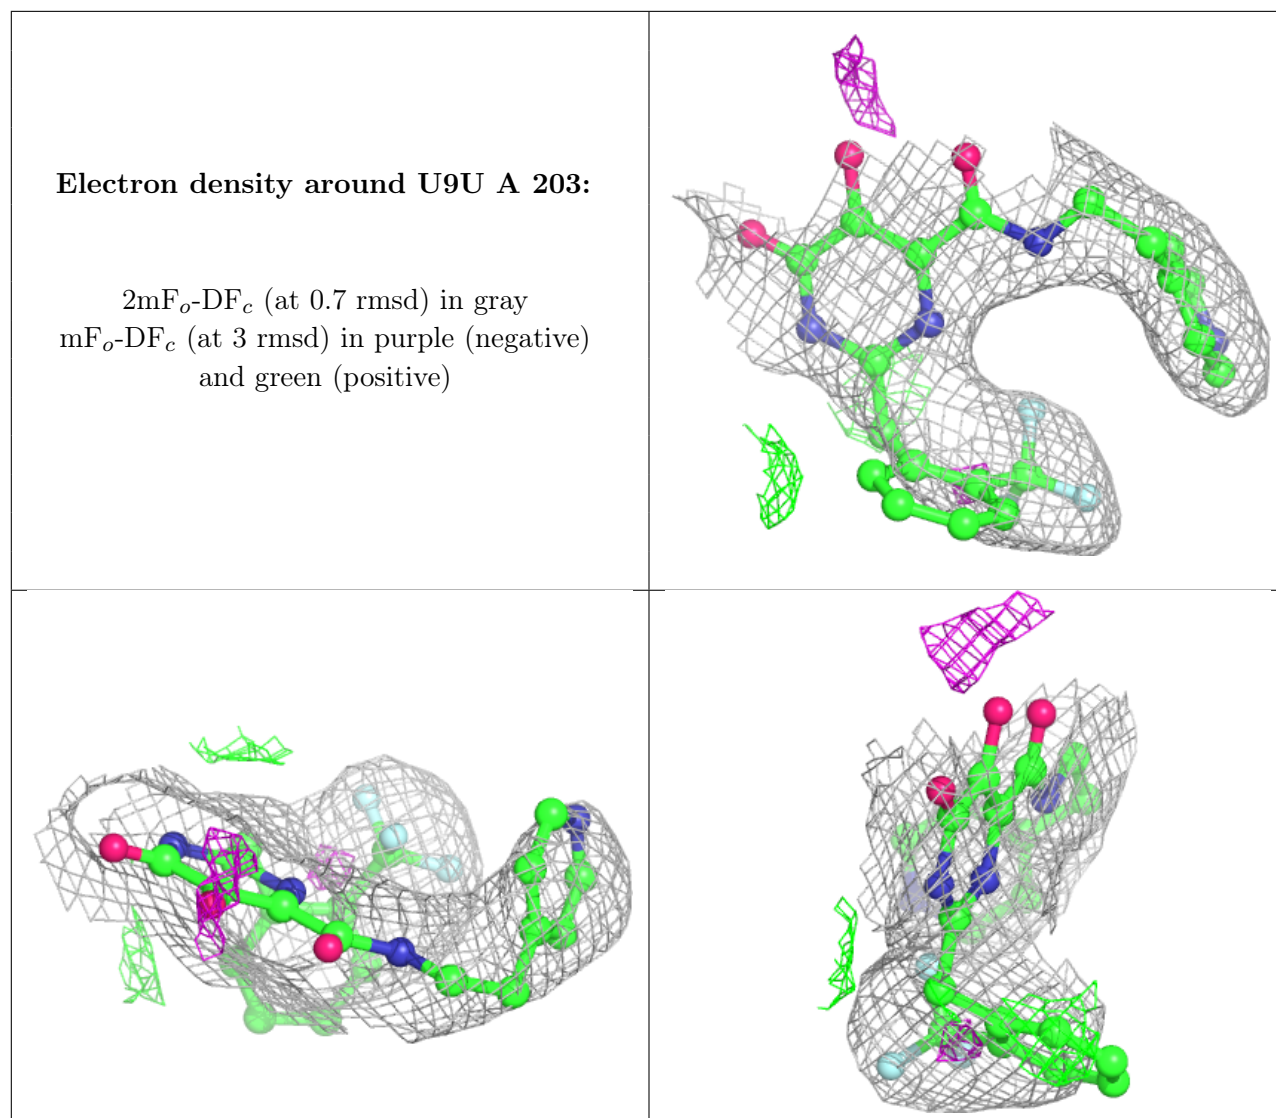 Electron density around U9U A 203:
2mFo-DFc (at 0.7 rmsd) in gray
mFo-DFc (at 3 rmsd) in purple (negative)
and green (positive)